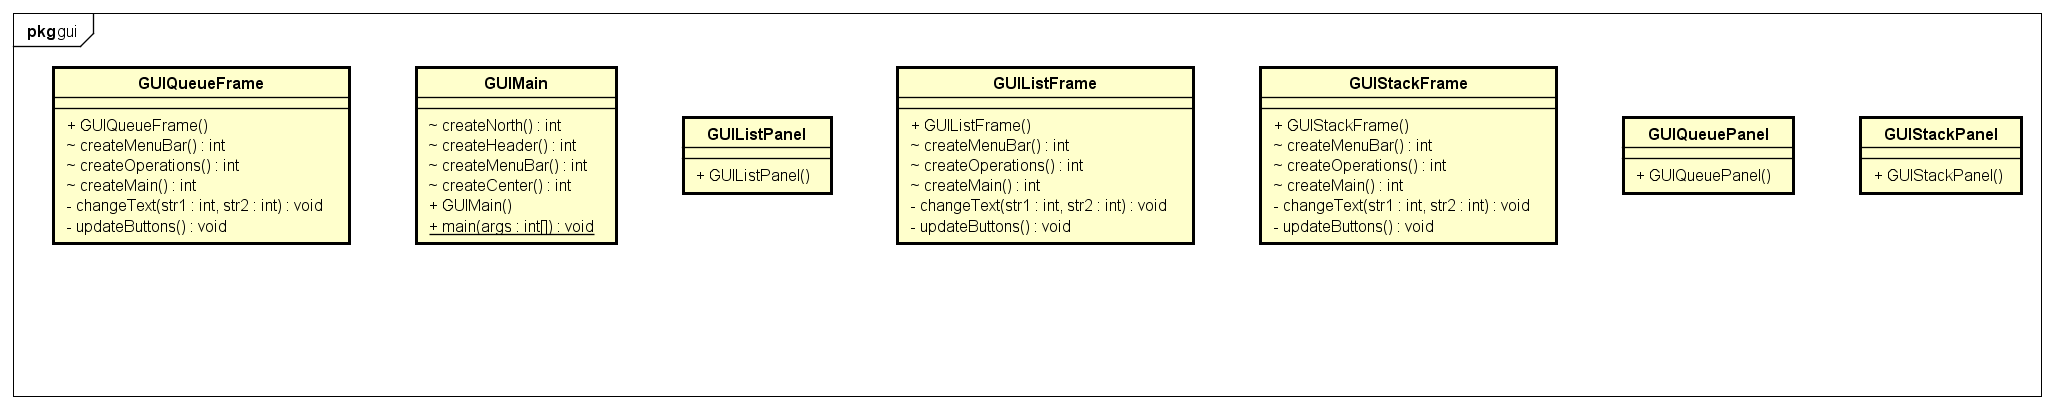 pkg gui
GUIQueueFrame
+ GUIQueueFrame()
~ createMenuBar() : int
~ createOperations() : int
~ createMain() : int
- changeText(str1 : int, str2 : int) : void
- updateButtons() : void
GUIMain
~ createNorth() : int
~ createHeader() : int
~ createMenuBar() : int
~ createCenter() : int
+ GUIMain()
+ main(args : int[]) : void
GUIListPanel
+ GUIListPanel()
GUIListFrame
+ GUIListFrame()
~ createMenuBar() : int
~ createOperations() : int
~ createMain() : int
- changeText(str1 : int, str2 : int) : void
- updateButtons() : void
GUIStackFrame
+ GUIStackFrame()
~ createMenuBar() : int
~ createOperations() : int
~ createMain() : int
- changeText(str1 : int, str2 : int) : void
- updateButtons() : void
GUIQueuePanel
+ GUIQueuePanel()
GUIStackPanel
+ GUIStackPanel()